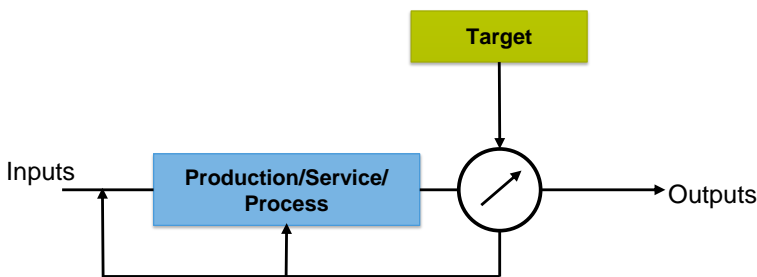 Target
Inputs
Production/Service/
Process
Outputs